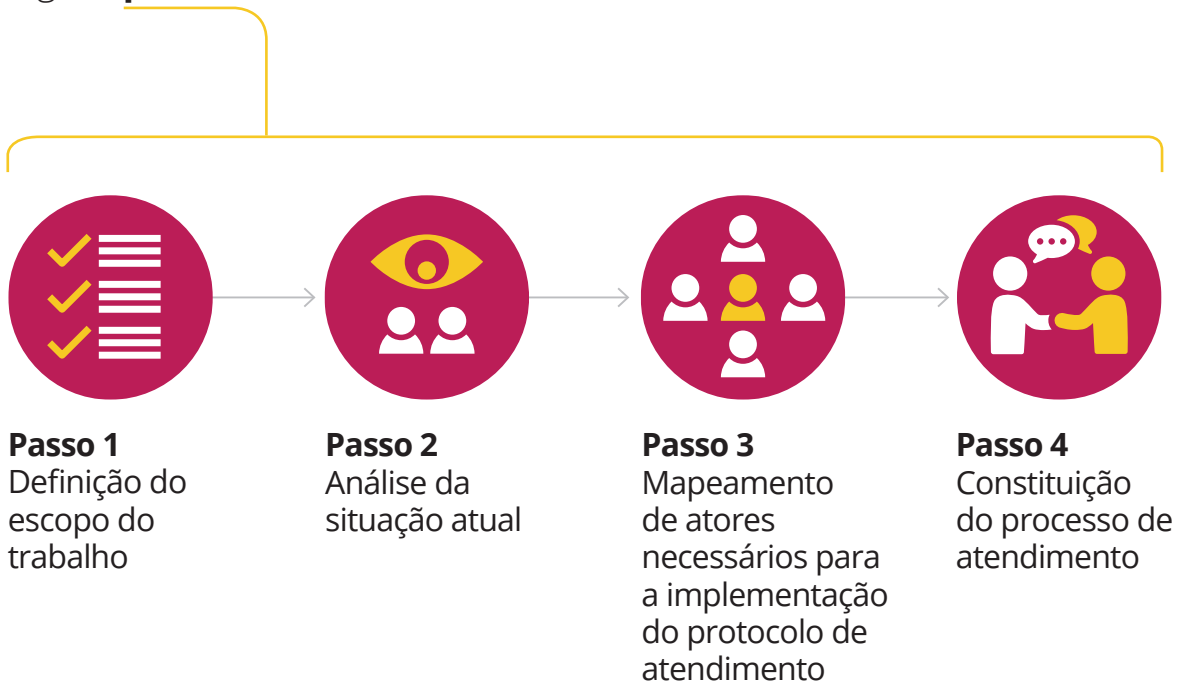 Passo 1
Definição do
escopo do
trabalho
Passo 2
Análise da
situação atual
Passo 3
Mapeamento
de atores
necessários para
a implementação
do protocolo de
atendimento
Passo 4
Constituição
do processo de
atendimento